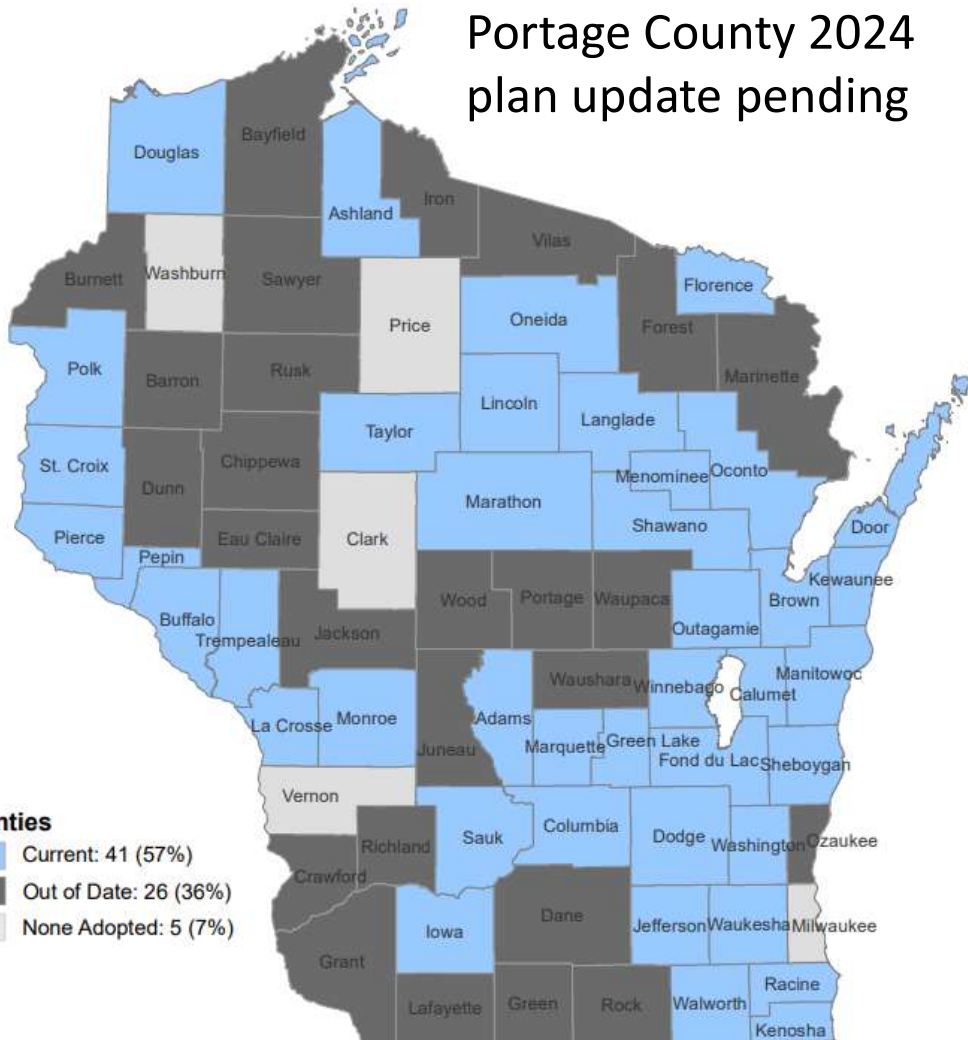 Portage County 2024
plan update pending
Bayfield
Douglas
Iron
Ashland
Vilas
Burnett
Washburn
Sawyer
Florence
Price
Oneida
Forest
Polk
Barron
Rusk
Marinette
Lincoln
Taylor
Langlade
St. Croix
Chippewa
Dunn
Menominee
Oconto
Marathon
Shawano
Door
Pierce
Eau Claire
Clark
Pepin
Kewaunee
Wood
Portage
Waupaca
Brown
Buffalo
Outagamie
Trempealeau
Jackson
Waushara
Winnebago
Manitowoc
Calumet
La Crosse
Monroe
Adams
Juneau
Marquette
Green Lake
Fond du Lac
Sheboygan
Vernon
nties
Columbia
Sauk
Dodge
Washington
Ozaukee
Richland
Current: 41 (57%)
Crawford
Out of Date: 26 (36%)
None Adopted: 5 (7%)
Dane
Iowa
Jefferson
Waukesha
Milwaukee
Grant
Racine
Lafayette
Green
Rock
Walworth
Kenosha